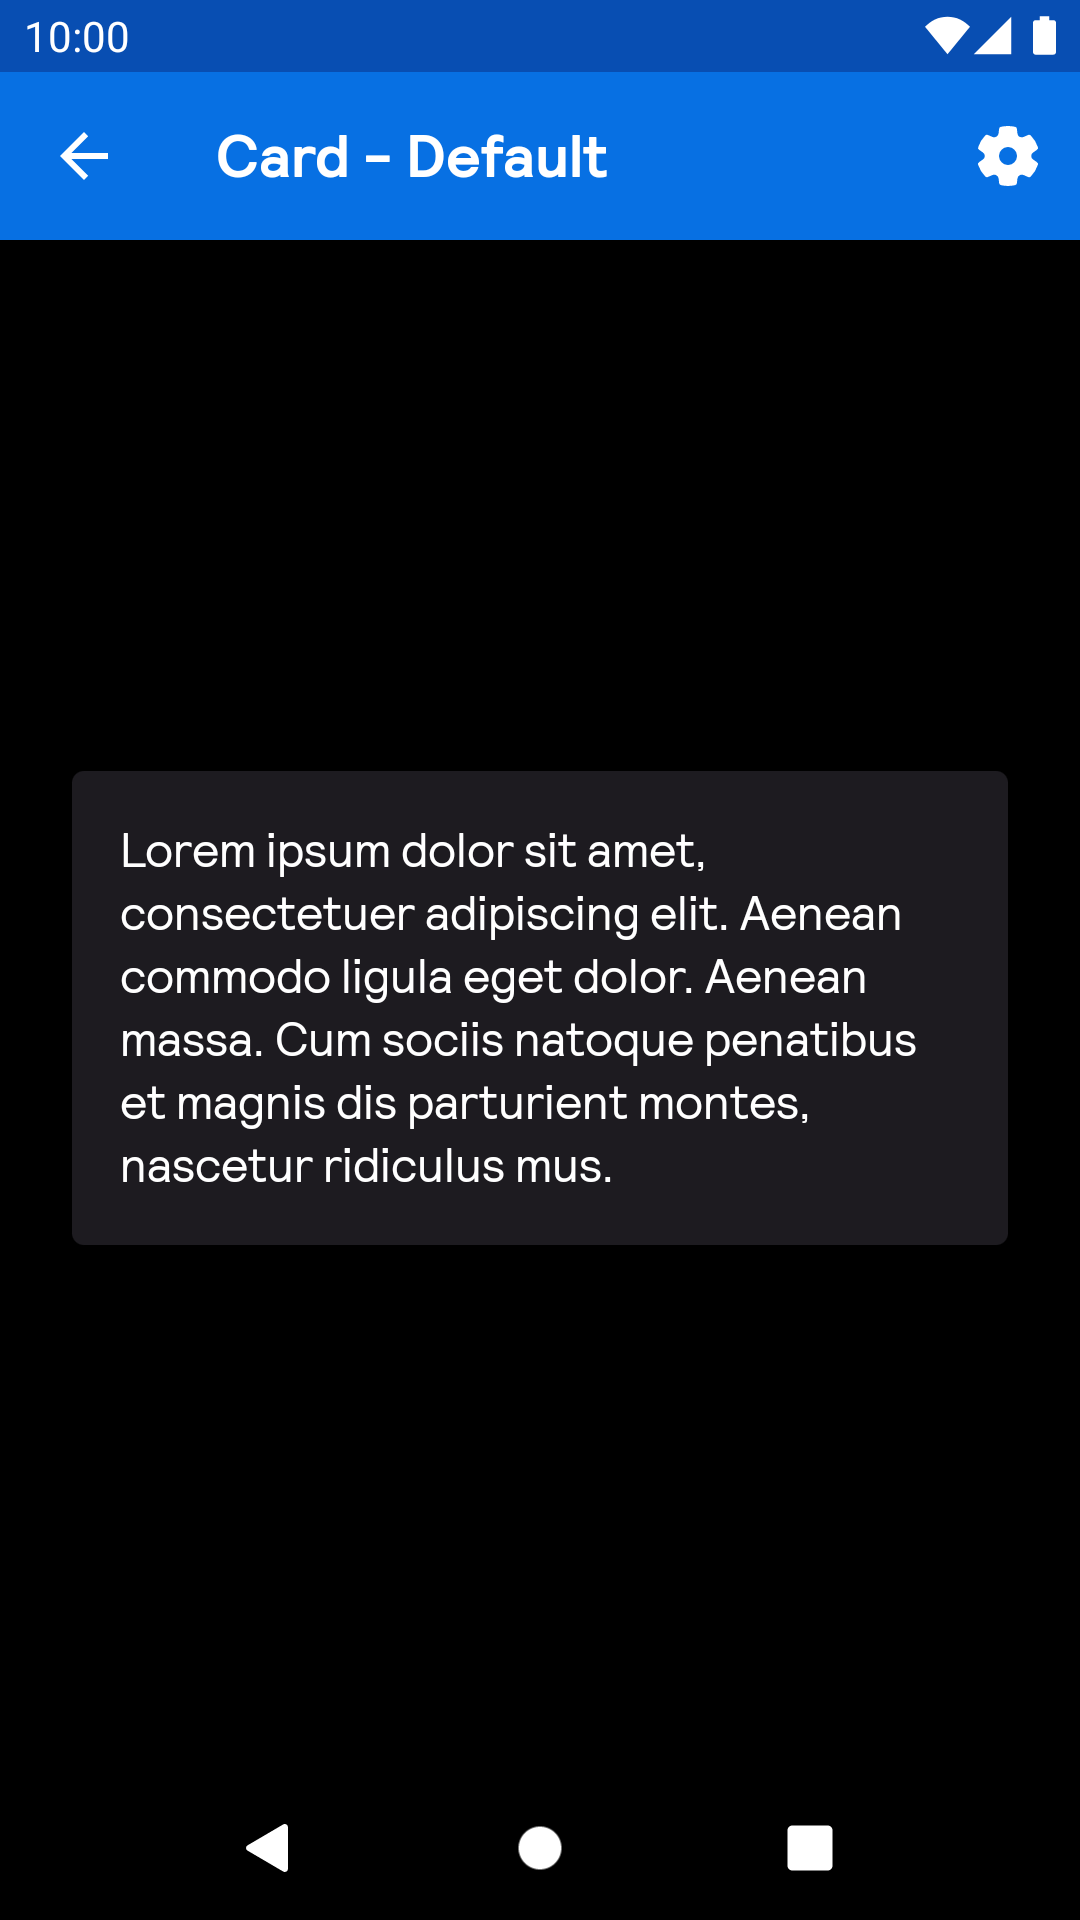 10:00
Card - Default
Lorem ipsum dolor sit amet,
consectetuer adipiscing elit. Aenean
commodo ligula eget dolor. Aenean
massa. Cum sociis natoque penatibus
et magnis dis parturient montes,
nascetur ridiculus mus.